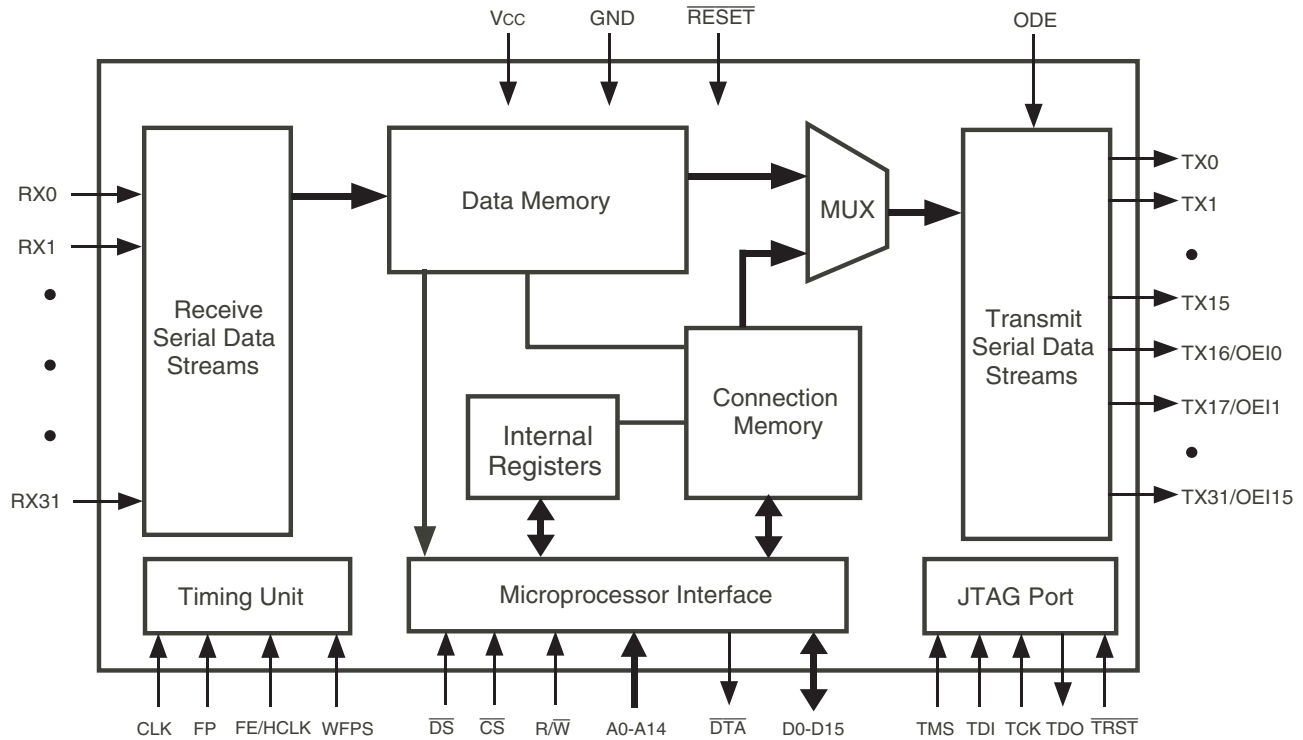 VCC GND RESET ODE
Data Memory
MUX
Receive
Serial Data
Streams
RX0
RX1
RX31
Transmit
Serial Data
Streams
TX0
TX1
TX15
TX16/OEI0
TX17/OEI1
TX31/OEI15
Connection
Memory
Internal
Registers
Timing Unit
Microprocessor Interface
JTAG Port
CLK FP FE/HCLK WFPS DS CS R/W A0-A14 DTA D0-D15 TMS TDI TCK TDO TRST